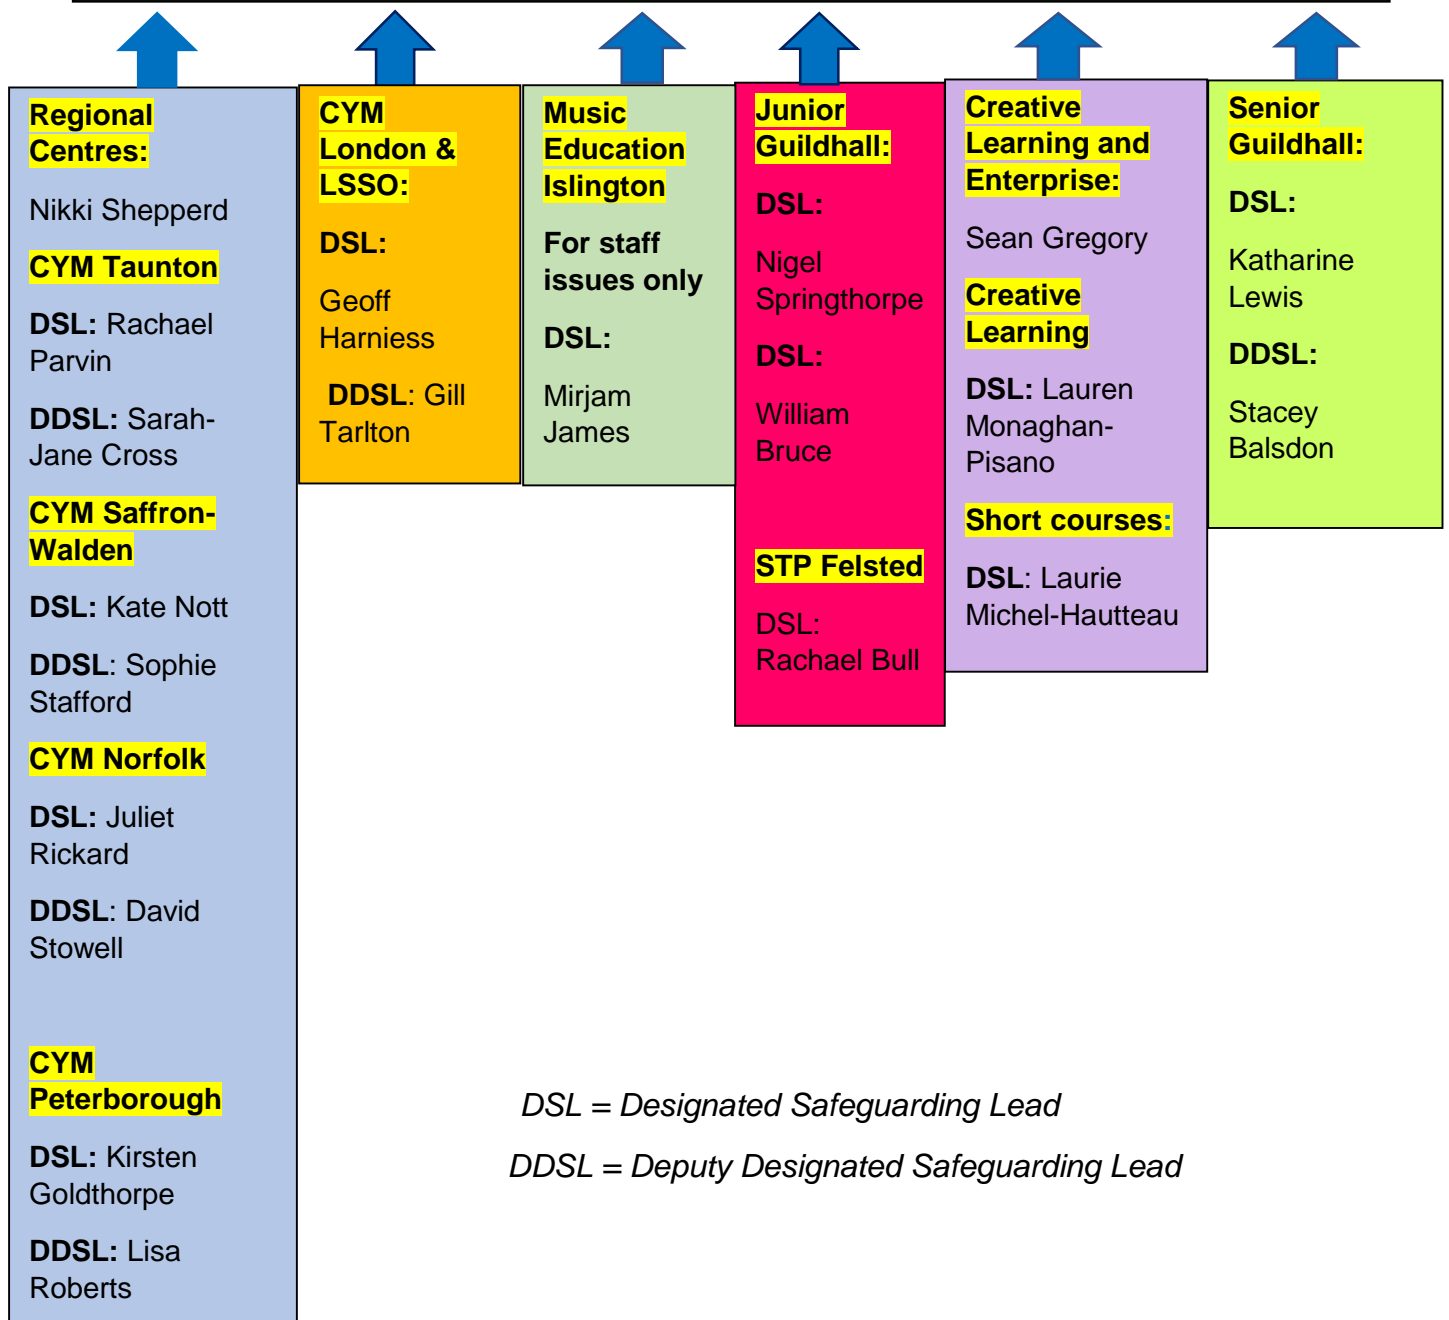 Regional
Centres:
Nikki Shepperd
CYM Taunton
DSL: Rachael
Parvin
DDSL: Sarah-
Jane Cross
CYM Saffron-
Walden
DSL: Kate Nott
DDSL: Sophie
Stafford
CYM Norfolk
DSL: Juliet
Rickard
DDSL: David
Stowell
CYM
Peterborough
DSL: Kirsten
Goldthorpe
DDSL: Lisa
Roberts
CYM
London &
LSSO:
DSL:
Geoff
Harniess
DDSL: Gill
Tarlton
Music
Education
Islington
For staff
issues only
DSL:
Mirjam
James
Junior
Guildhall:
DSL:
Nigel
Springthorpe
DSL:
William
Bruce
STP Felsted
DSL:
Rachael Bull
Creative
Learning and
Enterprise:
Sean Gregory
Creative
Learning
DSL: Lauren
Monaghan-
Pisano
Short courses:
DSL: Laurie
Michel-Hautteau
Senior
Guildhall:
DSL:
Katharine
Lewis
DDSL:
Stacey
Balsdon
DSL = Designated Safeguarding Lead
DDSL = Deputy Designated Safeguarding Lead